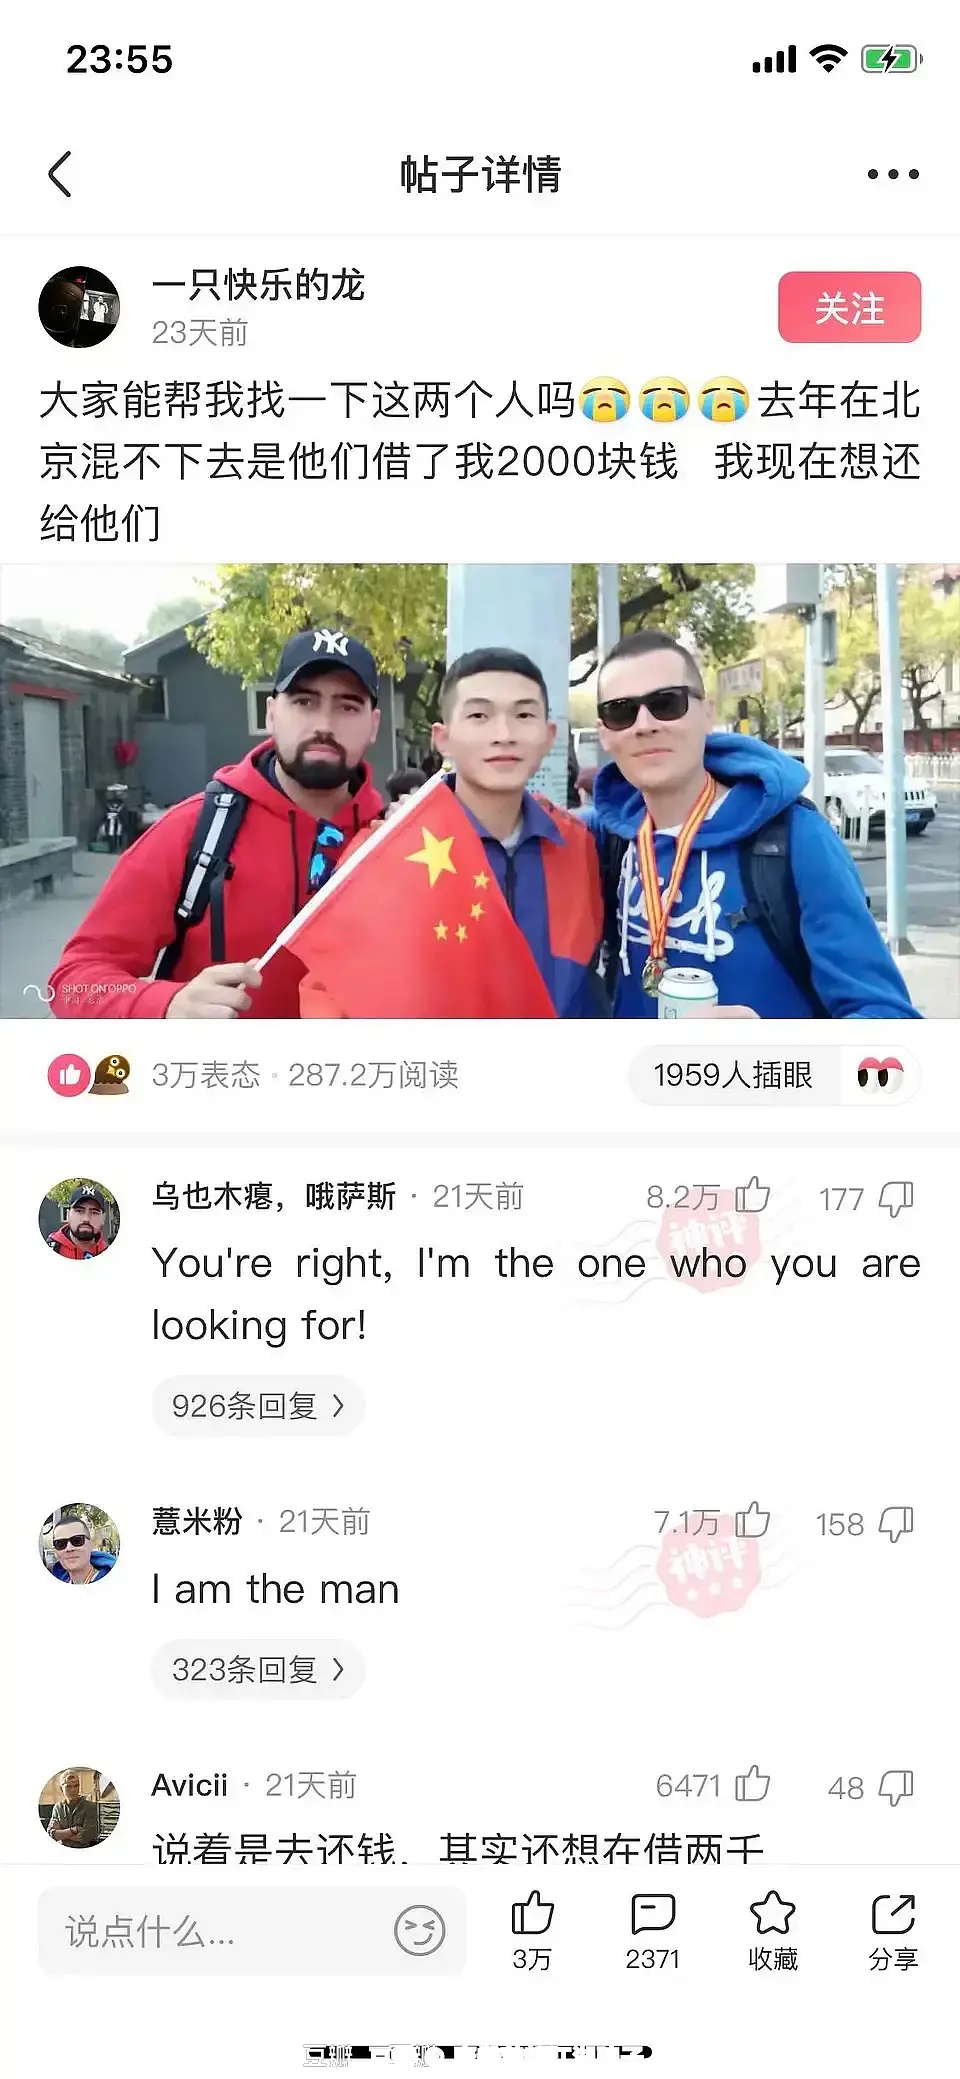 23:55
帖子详情
一只快乐的龙
23天前
关注
大家能帮我找一下这两个人吗😭😭😭去年在北
京混不下去是他们借了我2000块钱 我现在想还
给他们
NY
SHOT ON OPPO
3万表态 · 287.2万阅读
1959人插眼
乌也木瘪，哦萨斯 · 21天前
8.2万
177
神评
You're right, I'm the one who you are
looking for!
926条回复 >
薏米粉 · 21天前
7.1万
158
神评
I am the man
323条回复 >
Avicii · 21天前
6471
48
说着是去还钱，其实还想在借两千
说点什么...
3万
2371
收藏
分享
豆瓣